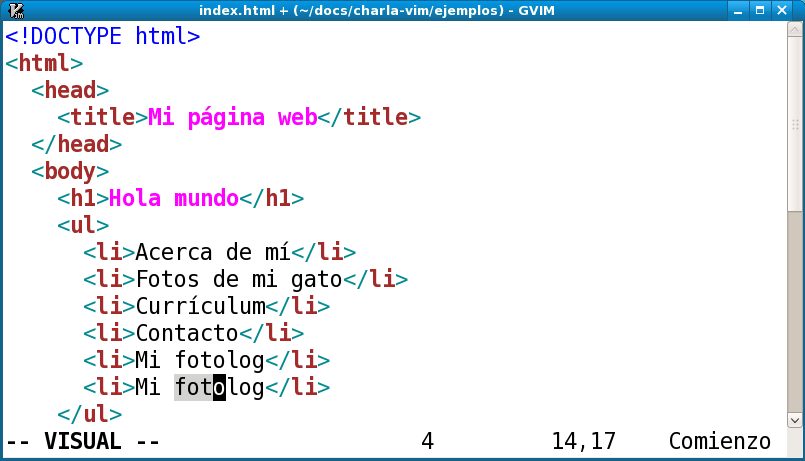 index.html + (~/docs/charla-vim/ejemplos) - GVIM
<!DOCTYPE html>
<html>
  <head>
    <title>Mi página web</title>
  </head>
  <body>
    <h1>Hola mundo</h1>
    <ul>
      <li>Acerca de mí</li>
      <li>Fotos de mi gato</li>
      <li>Currículum</li>
      <li>Contacto</li>
      <li>Mi fotolog</li>
      <li>Mi fotolog</li>
    </ul>
-- VISUAL -- 4 14,17 Comienzo